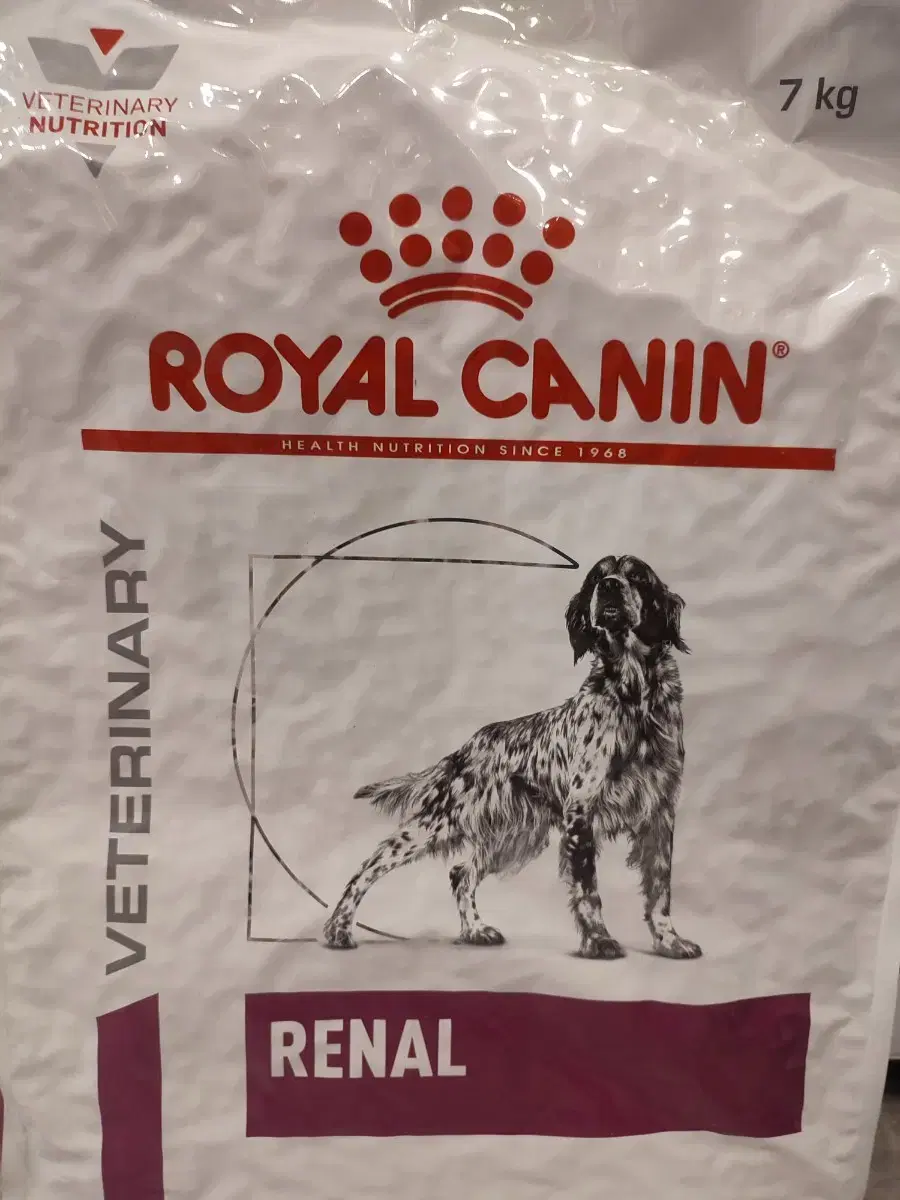 VETERINARY
NUTRITION
7 kg
ROYAL CANIN®
HEALTH NUTRITION SINCE 1968
VETERINARY
RENAL